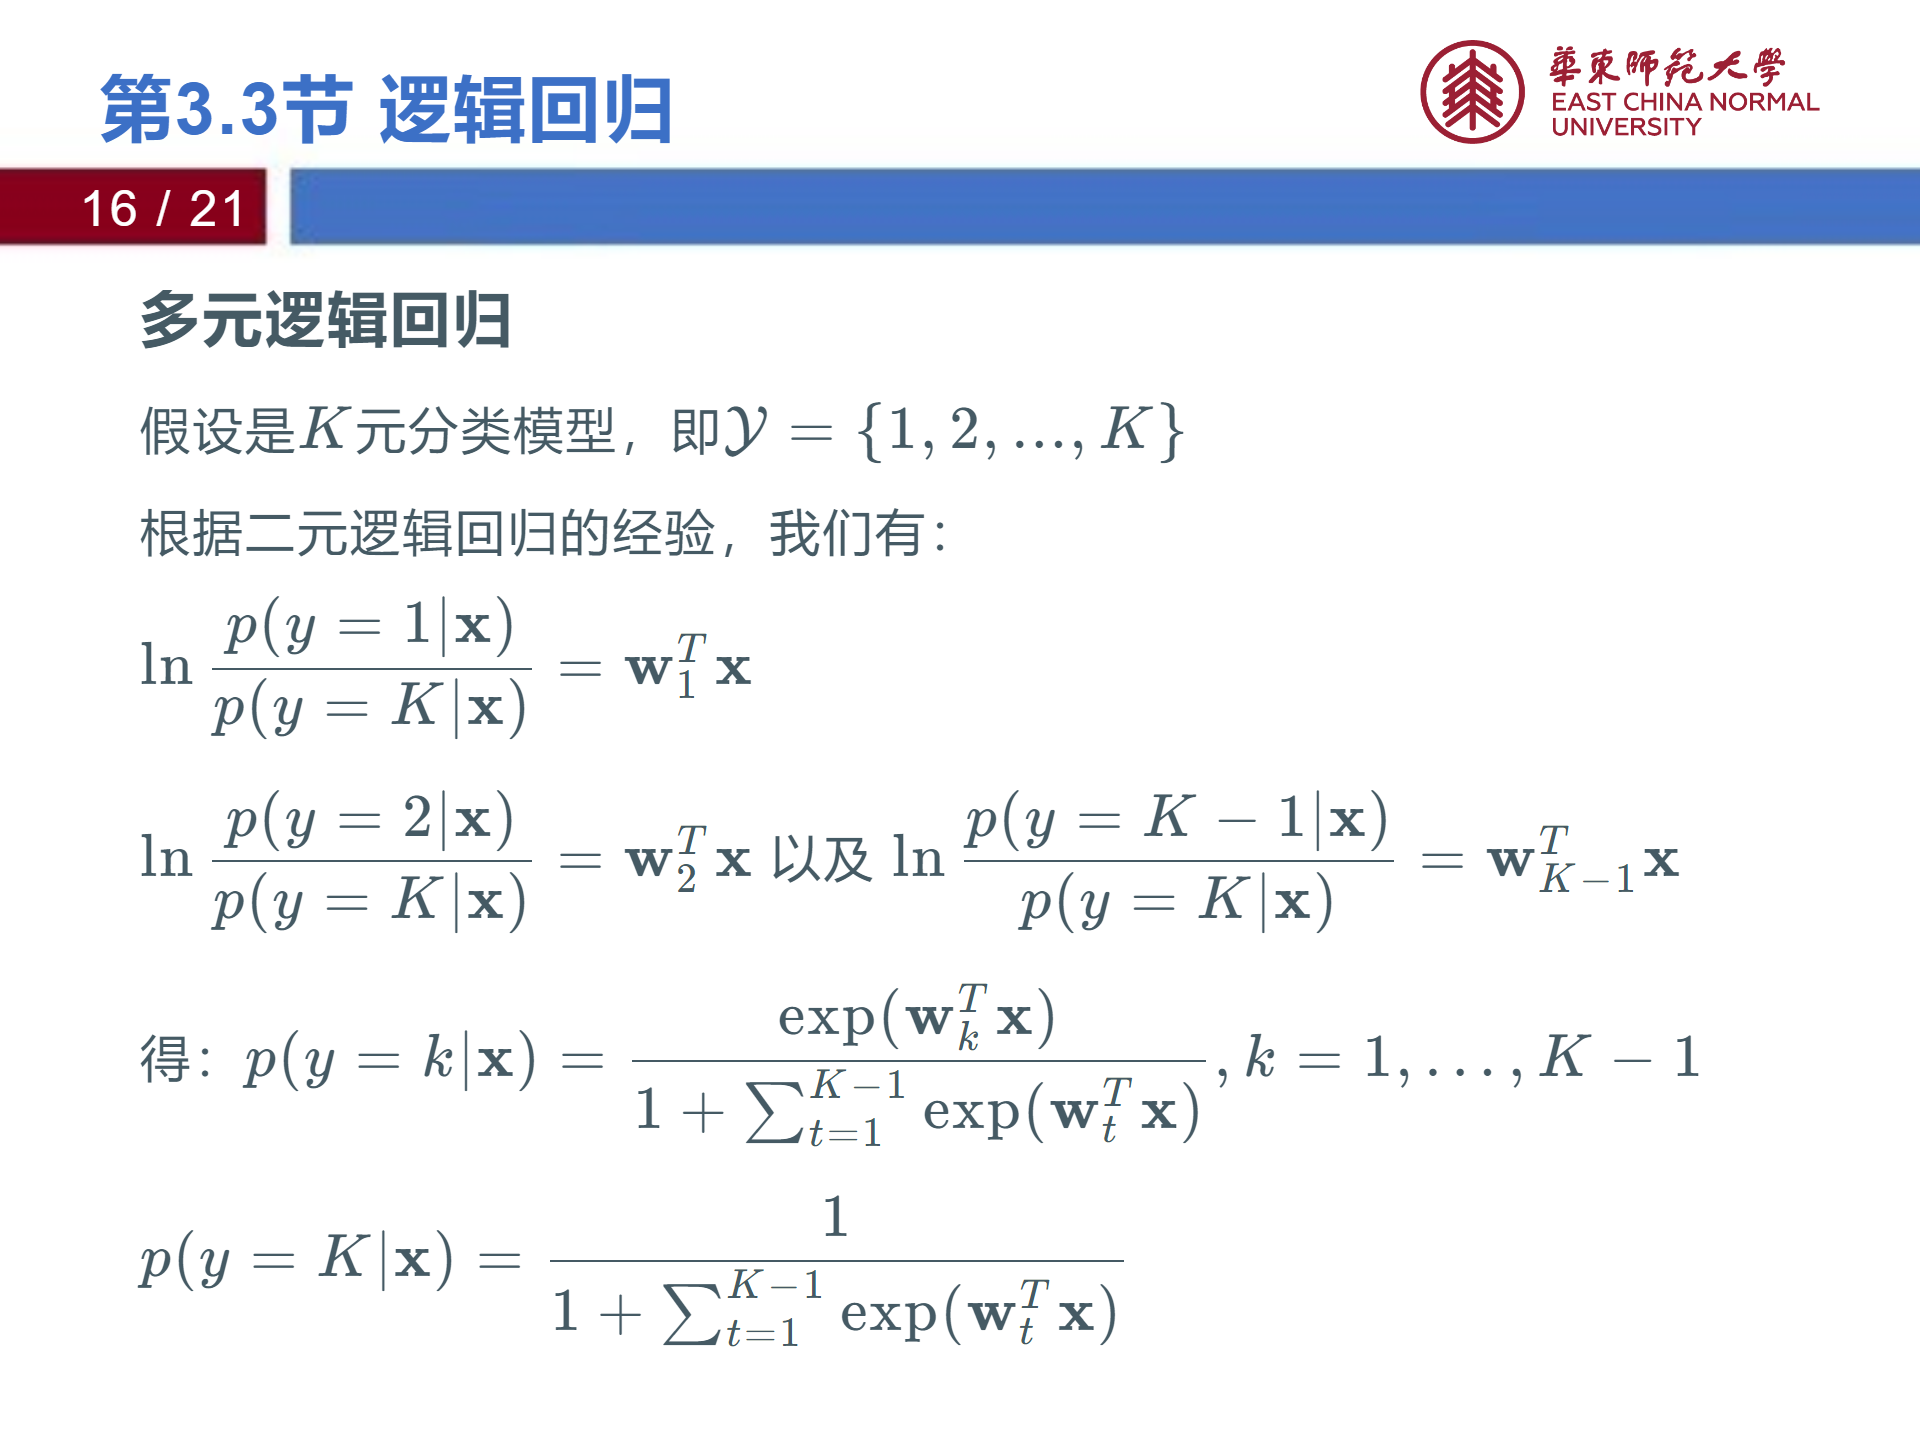 第3.3节 逻辑回归
華東師範大學
EAST CHINA NORMAL
UNIVERSITY
16 / 21
多元逻辑回归
假设是K元分类模型，即𝒴 = {1, 2, ..., K}
根据二元逻辑回归的经验，我们有：
ln p(y = 1|x) / p(y = K|x) = w_1^T x
ln p(y = 2|x) / p(y = K|x) = w_2^T x 以及 ln p(y = K − 1|x) / p(y = K|x) = w_{K−1}^T x
得：p(y = k|x) = exp(w_k^T x) / (1 + ∑_{t=1}^{K−1} exp(w_t^T x)), k = 1, . . . , K − 1
p(y = K|x) = 1 / (1 + ∑_{t=1}^{K−1} exp(w_t^T x))